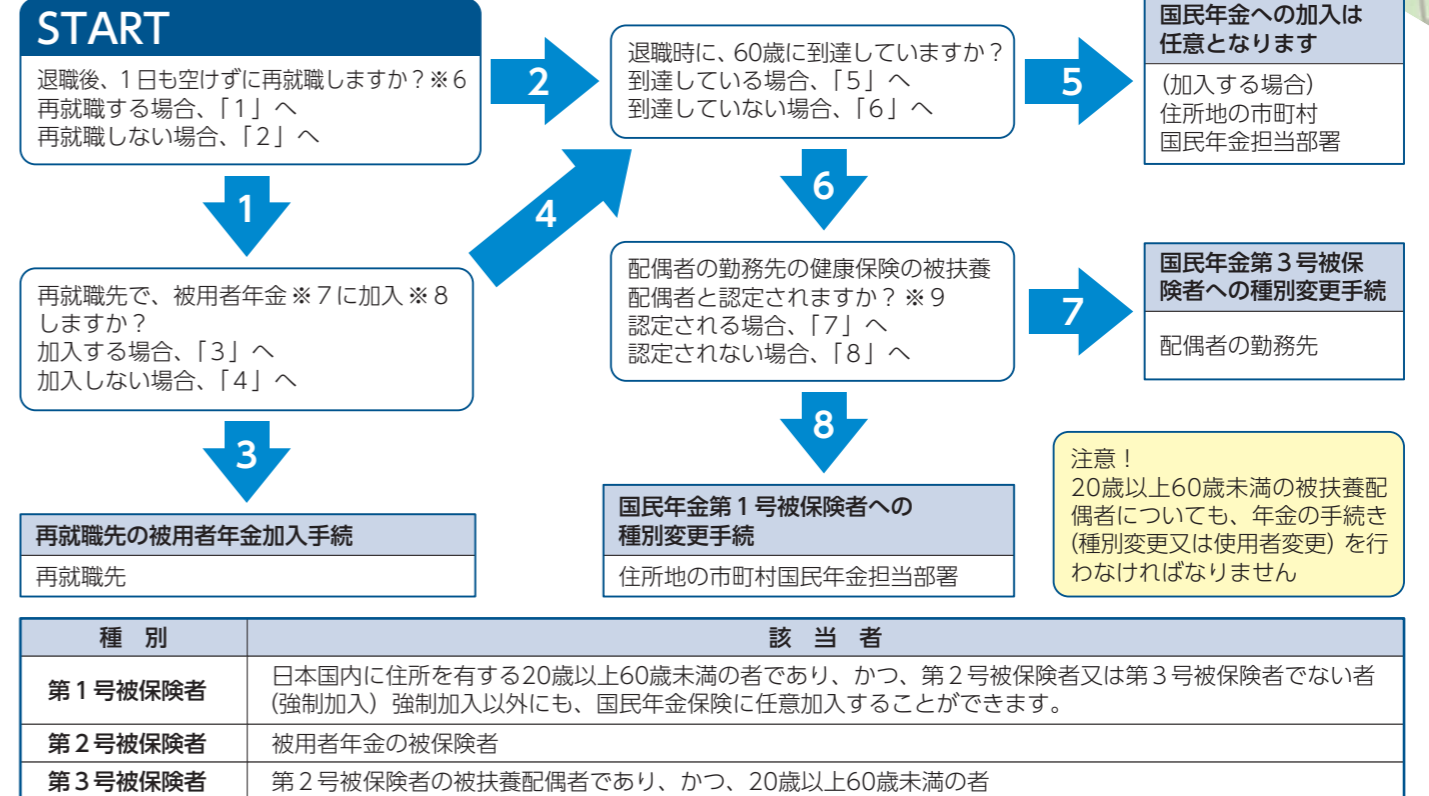 START
退職後、1日も空けずに再就職しますか？※6
再就職する場合、「1」へ
再就職しない場合、「2」へ
2
退職時に、60歳に到達していますか？
到達している場合、「5」へ
到達していない場合、「6」へ
5
国民年金への加入は
任意となります
(加入する場合)
住所地の市町村
国民年金担当部署
1
4
6
再就職先で、被用者年金※7に加入※8
しますか？
加入する場合、「3」へ
加入しない場合、「4」へ
配偶者の勤務先の健康保険の被扶養
配偶者と認定されますか？※9
認定される場合、「7」へ
認定されない場合、「8」へ
7
国民年金第3号被保
険者への種別変更手続
配偶者の勤務先
3
8
再就職先の被用者年金加入手続
再就職先
国民年金第1号被保険者への
種別変更手続
住所地の市町村国民年金担当部署
注意！
20歳以上60歳未満の被扶養配
偶者についても、年金の手続き
(種別変更又は使用者変更)を行
わなければなりません
種　別　該　当　者
第1号被保険者　日本国内に住所を有する20歳以上60歳未満の者であり、かつ、第2号被保険者又は第3号被保険者でない者
(強制加入）強制加入以外にも、国民年金保険に任意加入することができます。
第2号被保険者　被用者年金の被保険者
第3号被保険者　第2号被保険者の被扶養配偶者であり、かつ、20歳以上60歳未満の者